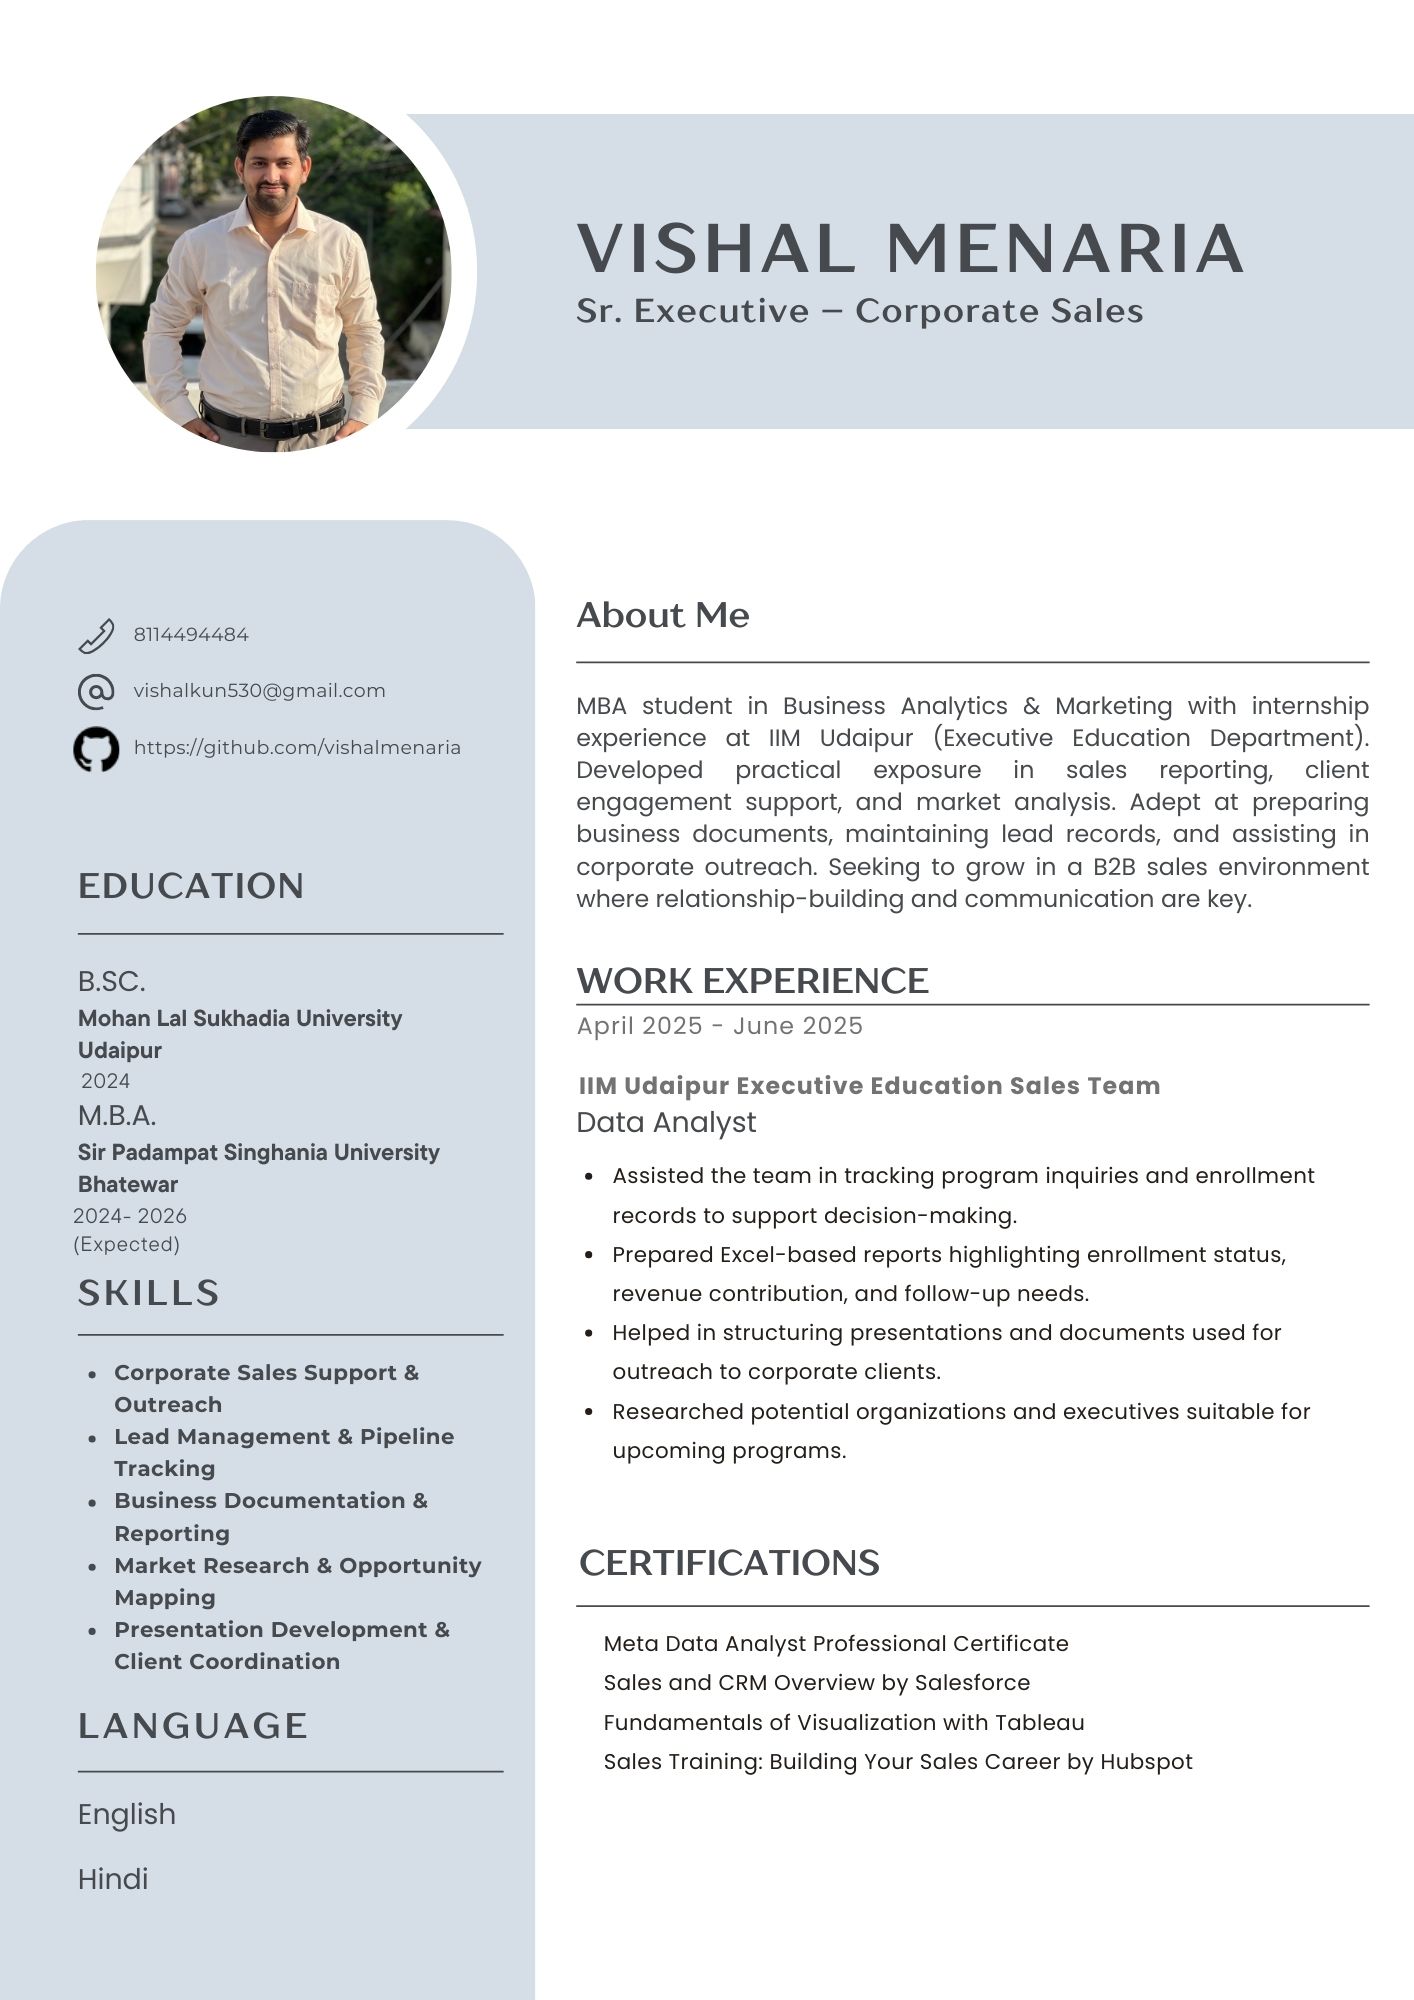 VISHAL MENARIA
Sr. Executive – Corporate Sales
8114494484
vishalkun530@gmail.com
https://github.com/vishalmenaria
EDUCATION
B.SC.
Mohan Lal Sukhadia University
Udaipur
2024
M.B.A.
Sir Padampat Singhania University
Bhatewar
2024- 2026
(Expected)
SKILLS
• Corporate Sales Support &
Outreach
• Lead Management & Pipeline
Tracking
• Business Documentation &
Reporting
• Market Research & Opportunity
Mapping
• Presentation Development &
Client Coordination
LANGUAGE
English
Hindi
About Me
MBA student in Business Analytics & Marketing with internship
experience at IIM Udaipur (Executive Education Department).
Developed practical exposure in sales reporting, client
engagement support, and market analysis. Adept at preparing
business documents, maintaining lead records, and assisting in
corporate outreach. Seeking to grow in a B2B sales environment
where relationship-building and communication are key.
WORK EXPERIENCE
April 2025 - June 2025
IIM Udaipur Executive Education Sales Team
Data Analyst
• Assisted the team in tracking program inquiries and enrollment
records to support decision-making.
• Prepared Excel-based reports highlighting enrollment status,
revenue contribution, and follow-up needs.
• Helped in structuring presentations and documents used for
outreach to corporate clients.
• Researched potential organizations and executives suitable for
upcoming programs.
CERTIFICATIONS
Meta Data Analyst Professional Certificate
Sales and CRM Overview by Salesforce
Fundamentals of Visualization with Tableau
Sales Training: Building Your Sales Career by Hubspot